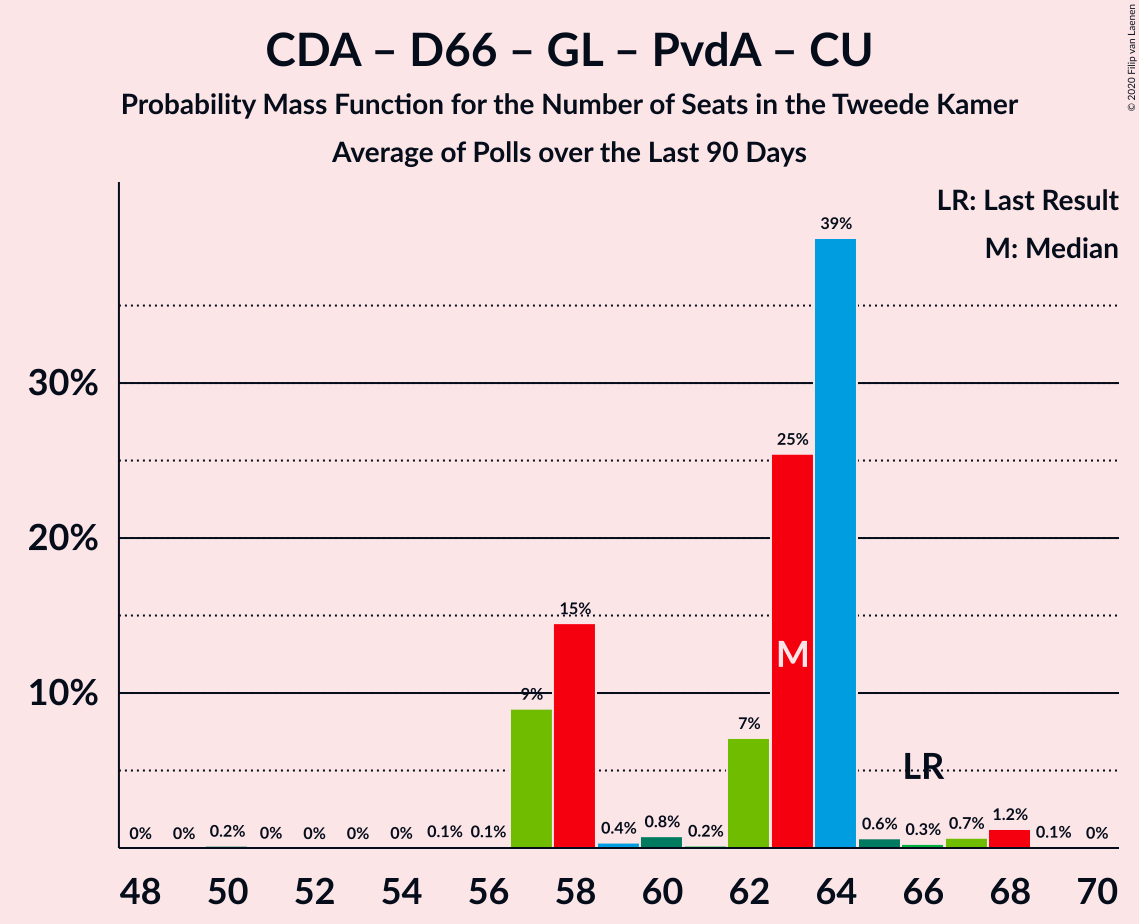 CDA – D66 – GL – PvdA – CU
Probability Mass Function for the Number of Seats in the Tweede Kamer
Average of Polls over the Last 90 Days
© 2020 Filip van Laenen
LR: Last Result
M: Median
30%
20%
10%
0% 0% 0.2% 0% 0% 0% 0% 0.1% 0.1% 9% 15% 0.4% 0.8% 0.2% 7% 25% 39% 0.6% 0.3% 0.7% 1.2% 0.1% 0%
M
LR
48 50 52 54 56 58 60 62 64 66 68 70